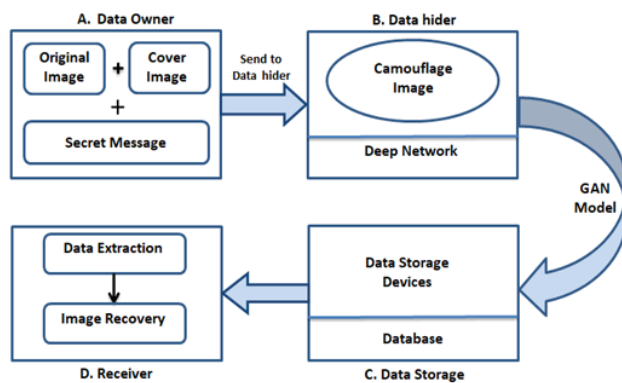 A. Data Owner
Original
Image
+
Cover
Image
+
Secret Message
Send to
Data hider
B. Data hider
Camouflage
Image
Deep Network
GAN
Model
Data Storage
Devices
Database
C. Data Storage
Data Extraction
Image Recovery
D. Receiver